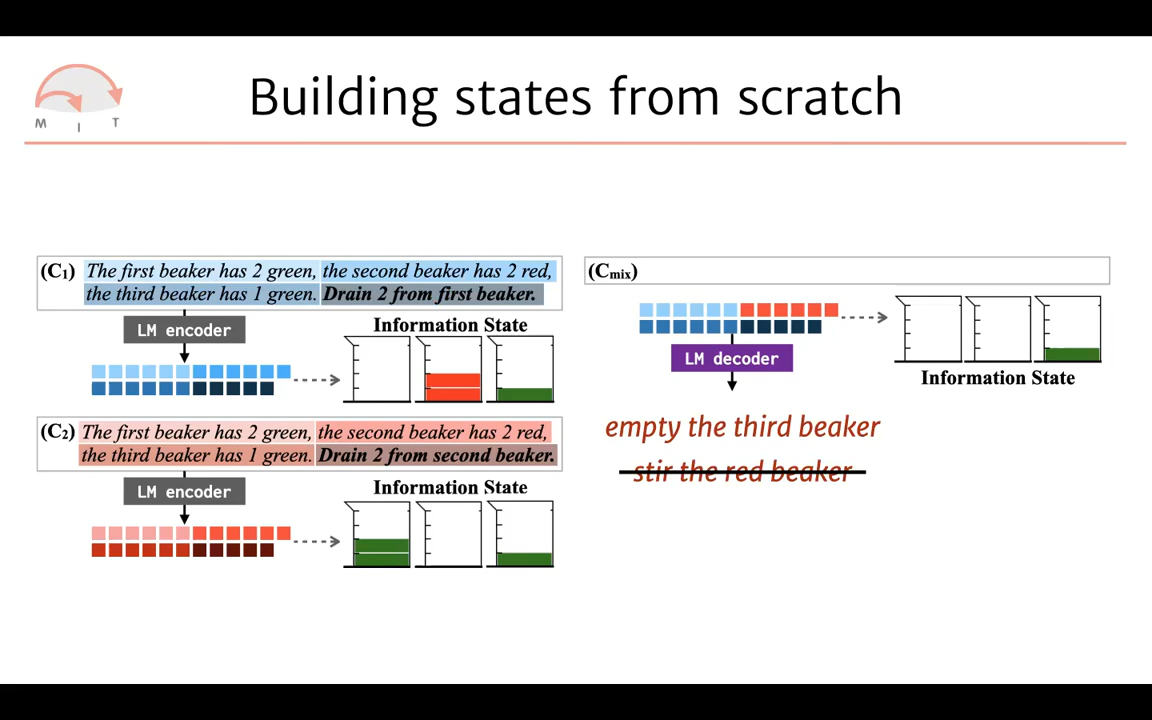 Building states from scratch
M I T
(C1) The first beaker has 2 green, the second beaker has 2 red,
the third beaker has 1 green. Drain 2 from first beaker.
LM encoder
Information State
(C2) The first beaker has 2 green, the second beaker has 2 red,
the third beaker has 1 green. Drain 2 from second beaker.
LM encoder
Information State
(Cmix)
LM decoder
Information State
empty the third beaker
stir the red beaker